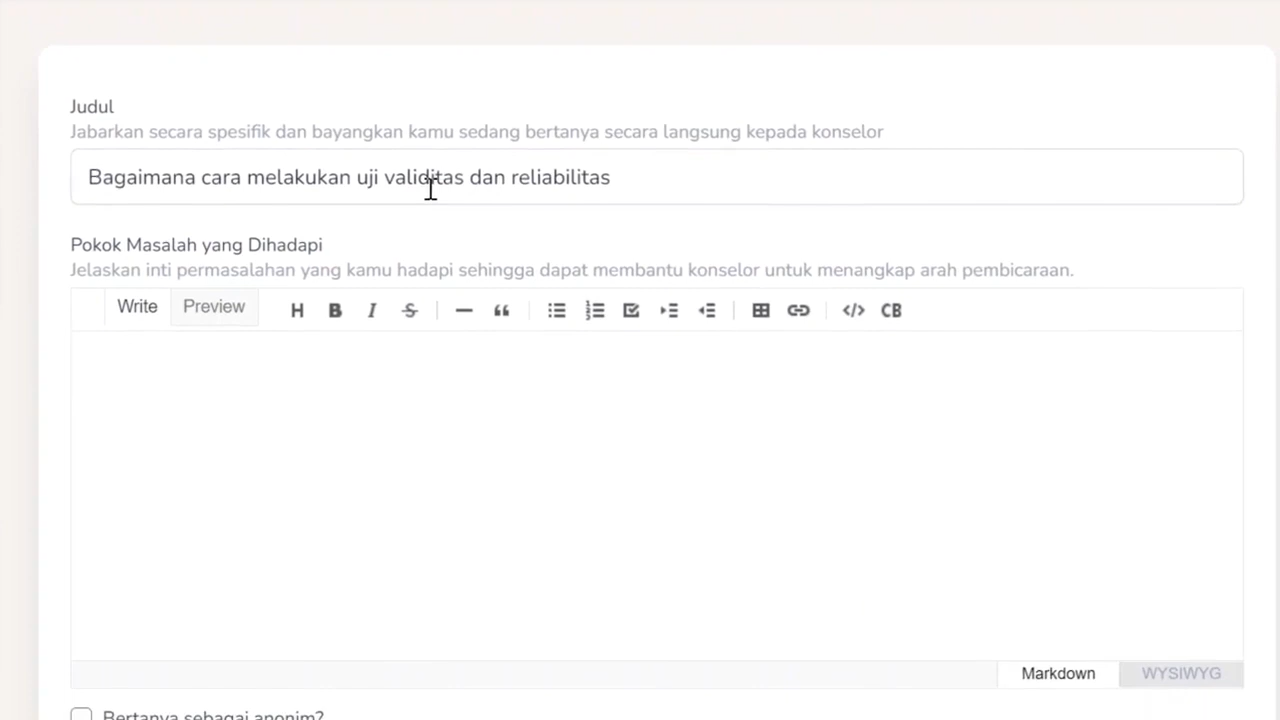 Judul
Jabarkan secara spesifik dan bayangkan kamu sedang bertanya secara langsung kepada konselor
Bagaimana cara melakukan uji validitas dan reliabilitas
Pokok Masalah yang Dihadapi
Jelaskan inti permasalahan yang kamu hadapi sehingga dapat membantu konselor untuk menangkap arah pembicaraan.
Write Preview H B I S CB
Markdown WYSIWYG
Bertanya sebagai anonim?